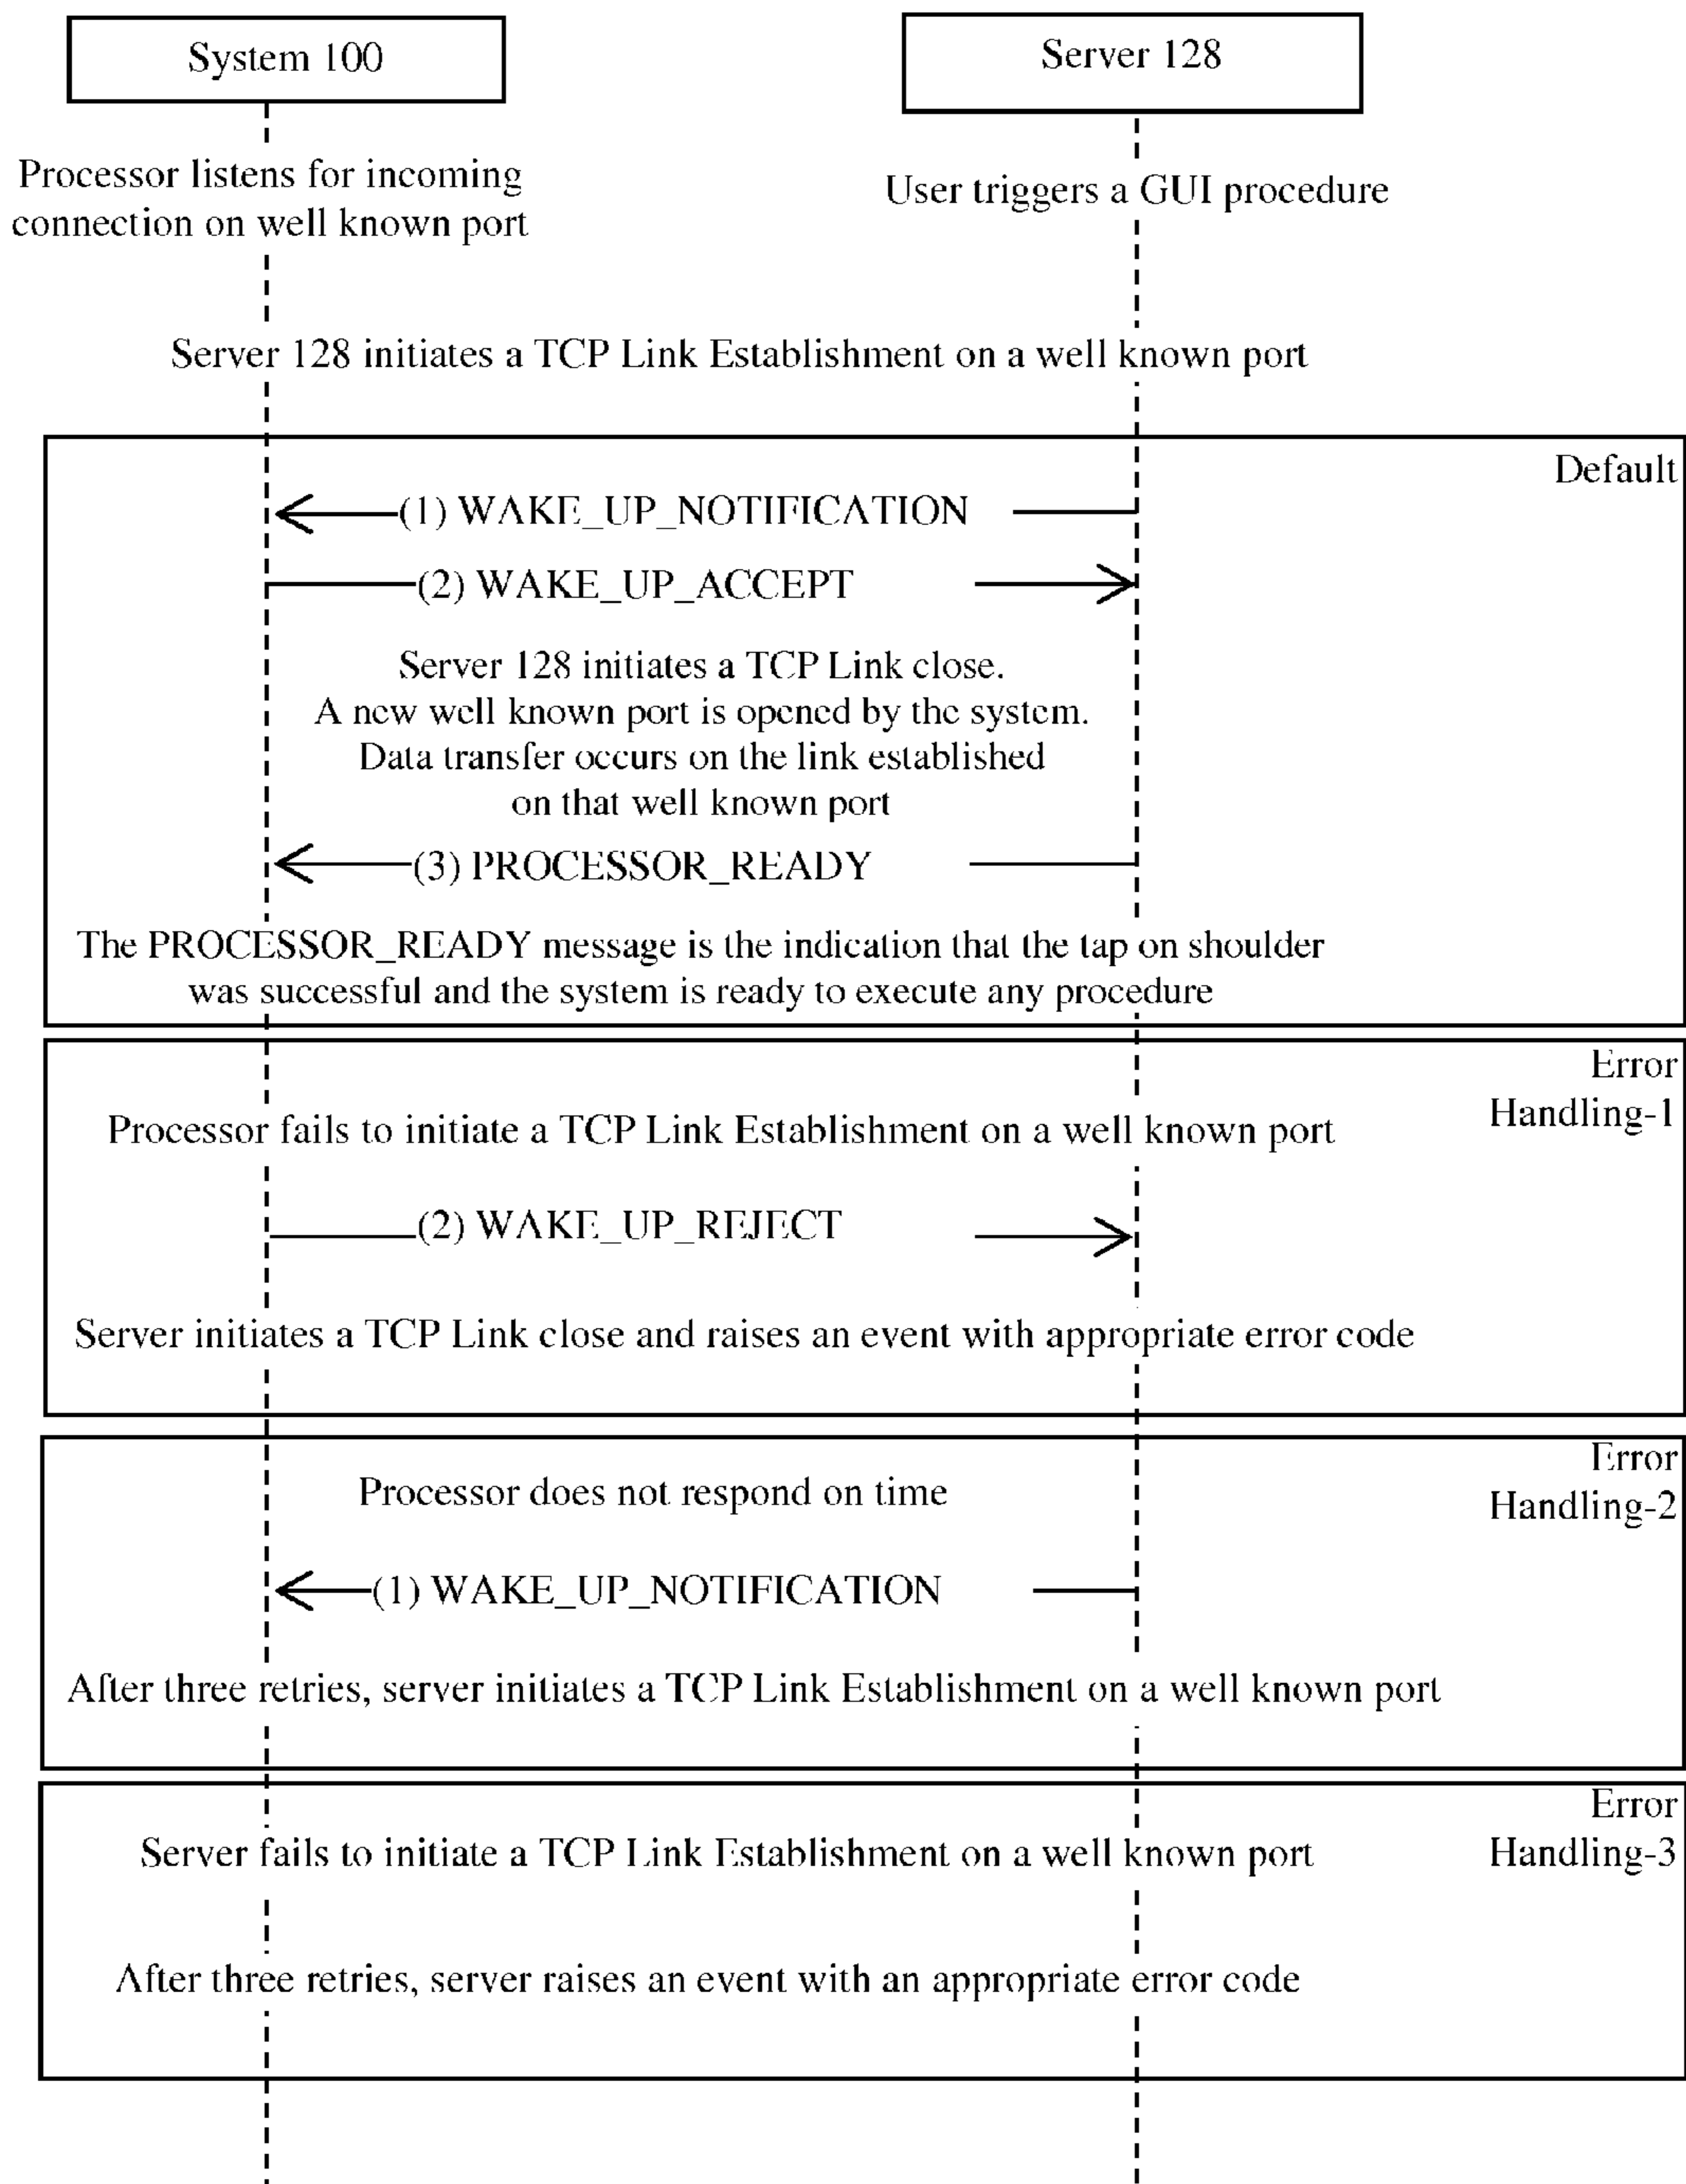 System 100
Server 128
Processor listens for incoming
connection on well known port
User triggers a GUI procedure
Server 128 initiates a TCP Link Establishment on a well known port
Default
(1) WAKE_UP_NOTIFICATION
(2) WAKE_UP_ACCEPT
Server 128 initiates a TCP Link close.
A new well known port is opened by the system.
Data transfer occurs on the link established
on that well known port
(3) PROCESSOR_READY
The PROCESSOR_READY message is the indication that the tap on shoulder
was successful and the system is ready to execute any procedure
Error
Handling-1
Processor fails to initiate a TCP Link Establishment on a well known port
(2) WAKE_UP_REJECT
Server initiates a TCP Link close and raises an event with appropriate error code
Error
Handling-2
Processor does not respond on time
(1) WAKE_UP_NOTIFICATION
After three retries, server initiates a TCP Link Establishment on a well known port
Error
Handling-3
Server fails to initiate a TCP Link Establishment on a well known port
After three retries, server raises an event with an appropriate error code